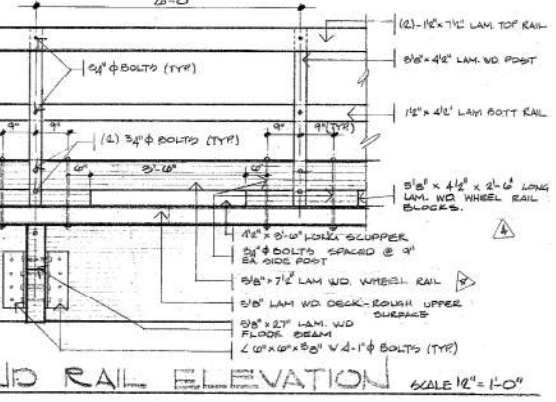 6'-0"
(2)-1½" x 7½" LAM. TOP RAIL
5⅛" x 4½" LAM. WD. POST
¾" ϕ BOLTS (TYP.)
1½" x 4½" LAM. BOTT RAIL
9" 9" 9" 9" (TYP.)
(2) ¾" ϕ BOLTS (TYP.)
6" 3'-6" 6"
5⅛" x 4½" x 2'-6" LONG
LAM. WD. WHEEL RAIL
BLOCKS.
4½" x 3'-6" LONG SCUPPER
¾" ϕ BOLTS SPACED @ 9"
EA. SIDE POST
5⅛" x 7½" LAM WD. WHEEL RAIL
5⅛" LAM WD. DECK - ROUGH UPPER
SURFACE
5⅛" x 27" LAM. WD
FLOOR BEAM
∠ 6" x 6" x ⅜" W 4-1" ϕ BOLTS (TYP.)
RAIL ELEVATION SCALE ½" = 1'-0"